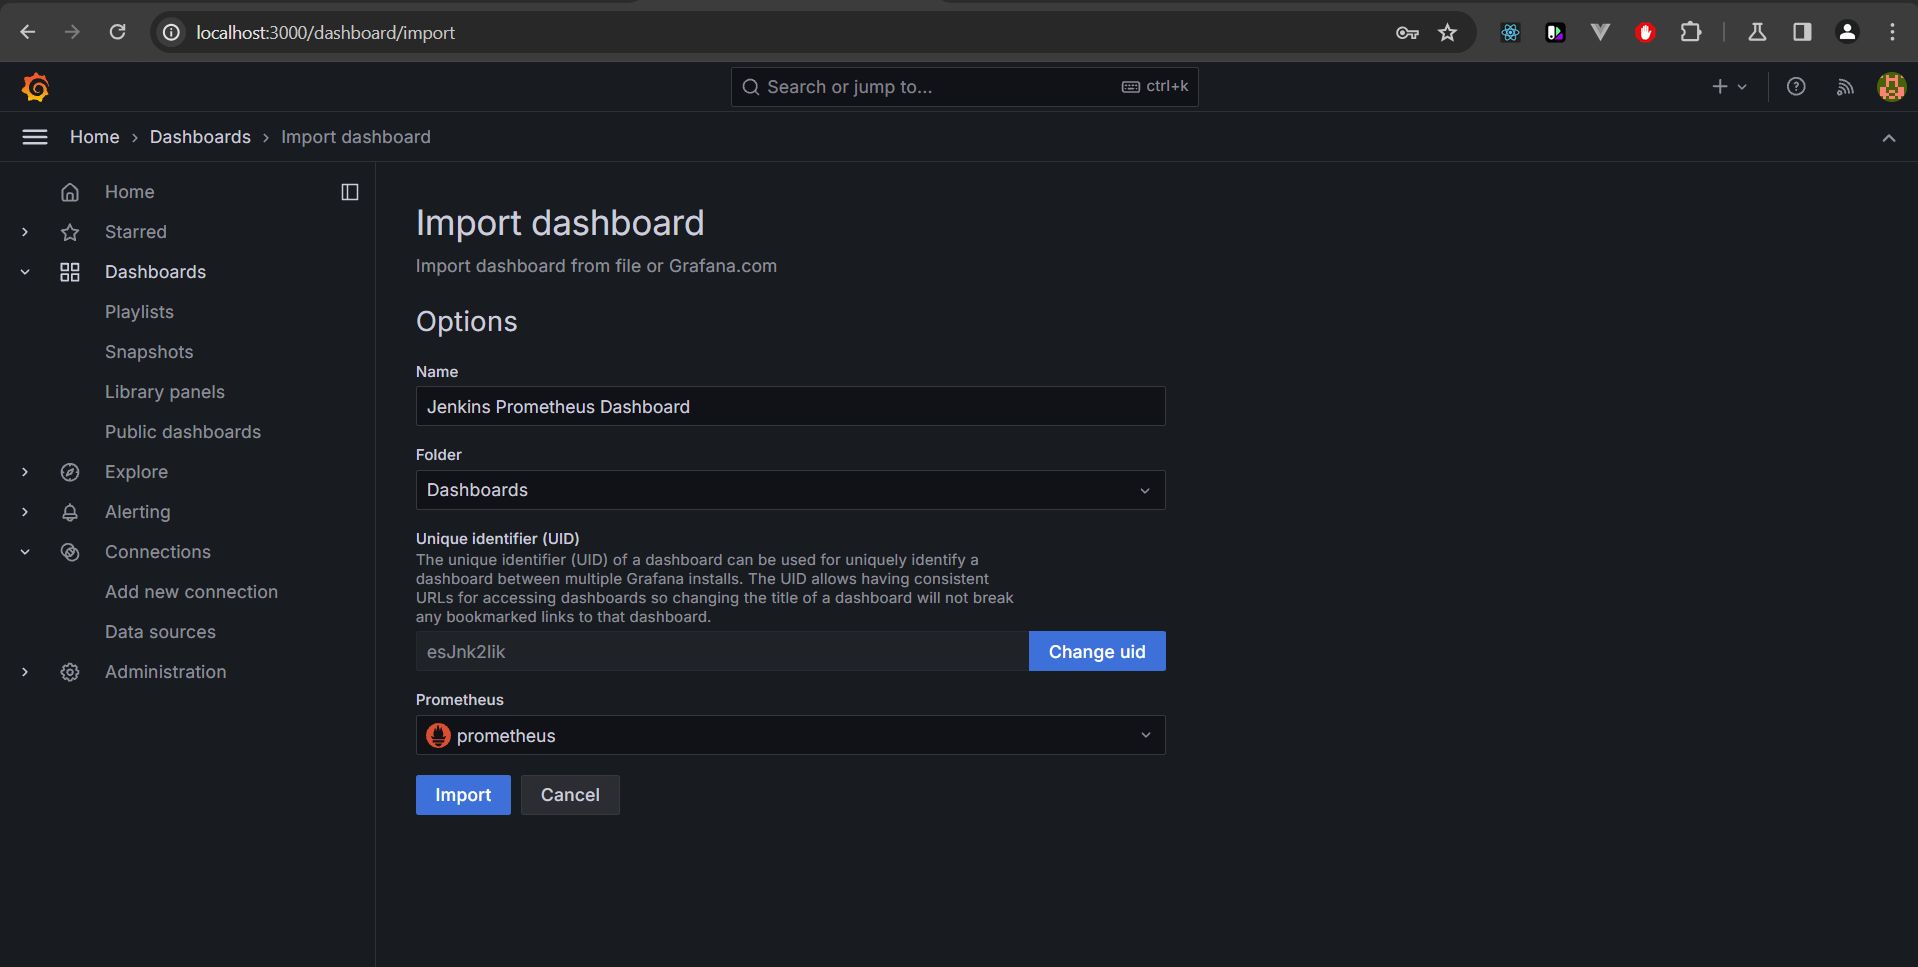 localhost:3000/dashboard/import
Search or jump to...
ctrl+k
Home › Dashboards › Import dashboard
Home
Starred
Dashboards
Playlists
Snapshots
Library panels
Public dashboards
Explore
Alerting
Connections
Add new connection
Data sources
Administration
Import dashboard
Import dashboard from file or Grafana.com
Options
Name
Jenkins Prometheus Dashboard
Folder
Dashboards
Unique identifier (UID)
The unique identifier (UID) of a dashboard can be used for uniquely identify a
dashboard between multiple Grafana installs. The UID allows having consistent
URLs for accessing dashboards so changing the title of a dashboard will not break
any bookmarked links to that dashboard.
Change uid
Prometheus
prometheus
Import
Cancel